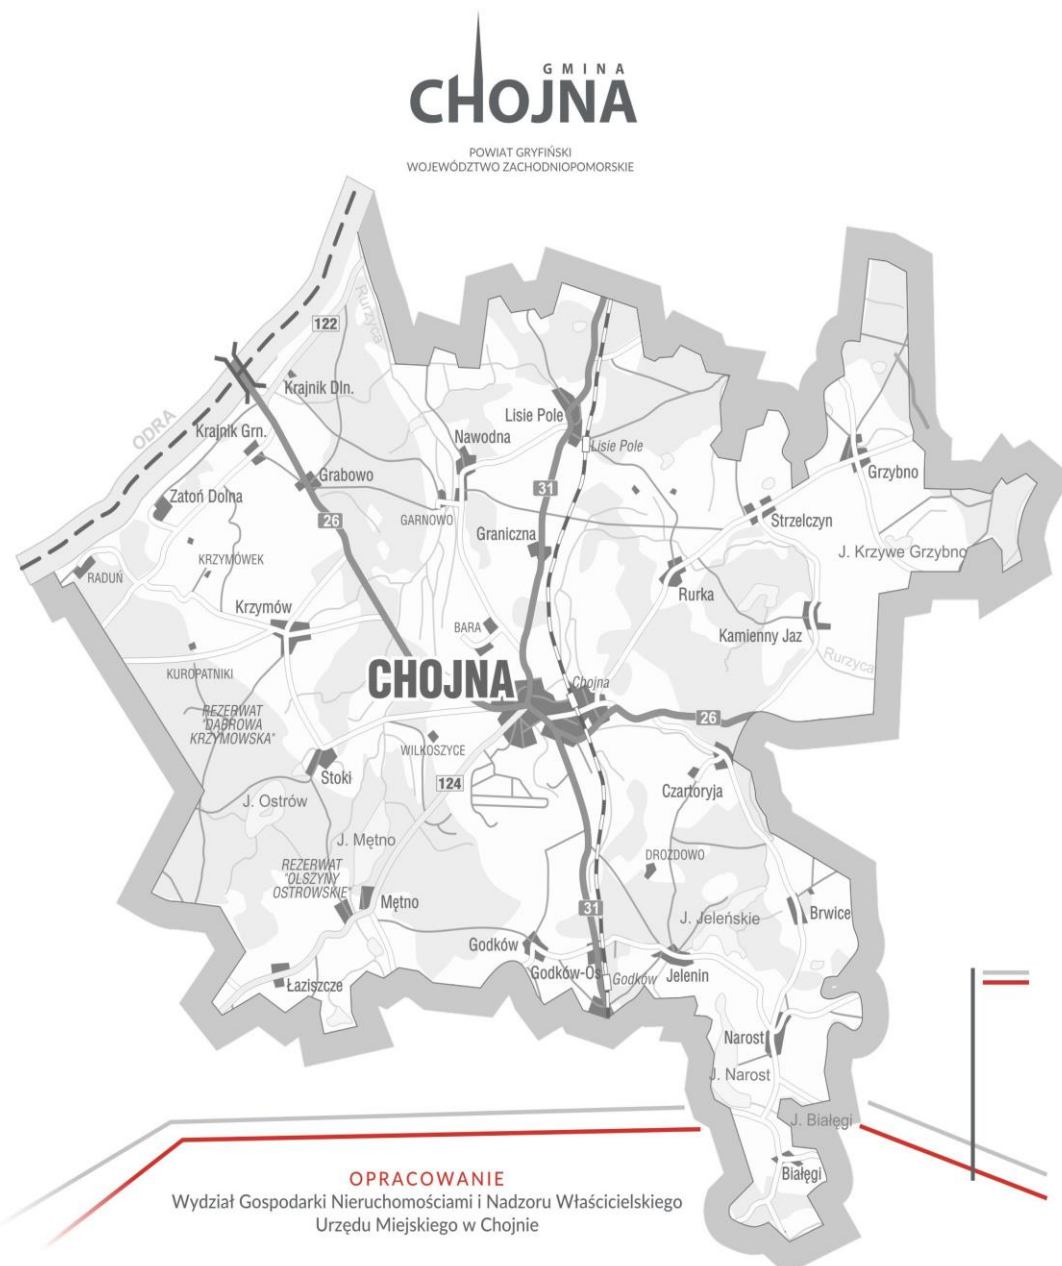 GMINA
CHOJNA
POWIAT GRYFIŃSKI
WOJEWÓDZTWO ZACHODNIOPOMORSKIE
Rurzyca
122
Krajnik Dln.
ODRA
Krajnik Grn.
Lisie Pole
Nawodna
Lisie Pole
Grabowo
Grzybno
Zatoń Dolna
31
26
GARNOWO
Strzelczyn
Graniczna
J. Krzywe Grzybno
KRZYMÓWEK
RADUŃ
Rurka
Krzymów
BARA
Kamienny Jaz
Rurzyca
KUROPATNIKI
CHOJNA
Chojna
REZERWAT
"DĄBROWA
KRZYMOWSKA"
26
WILKOSZYCE
Stoki
124
Czartoryja
J. Ostrów
J. Mętno
DROZDOWO
REZERWAT
"OLSZYNY
OSTROWSKIE"
Mętno
31
J. Jeleńskie
Brwice
Godków
Godków-Os
Godków
Jelenin
Łaziszcze
Narost
J. Narost
J. Białęgi
Białęgi
OPRACOWANIE
Wydział Gospodarki Nieruchomościami i Nadzoru Właścicielskiego
Urzędu Miejskiego w Chojnie